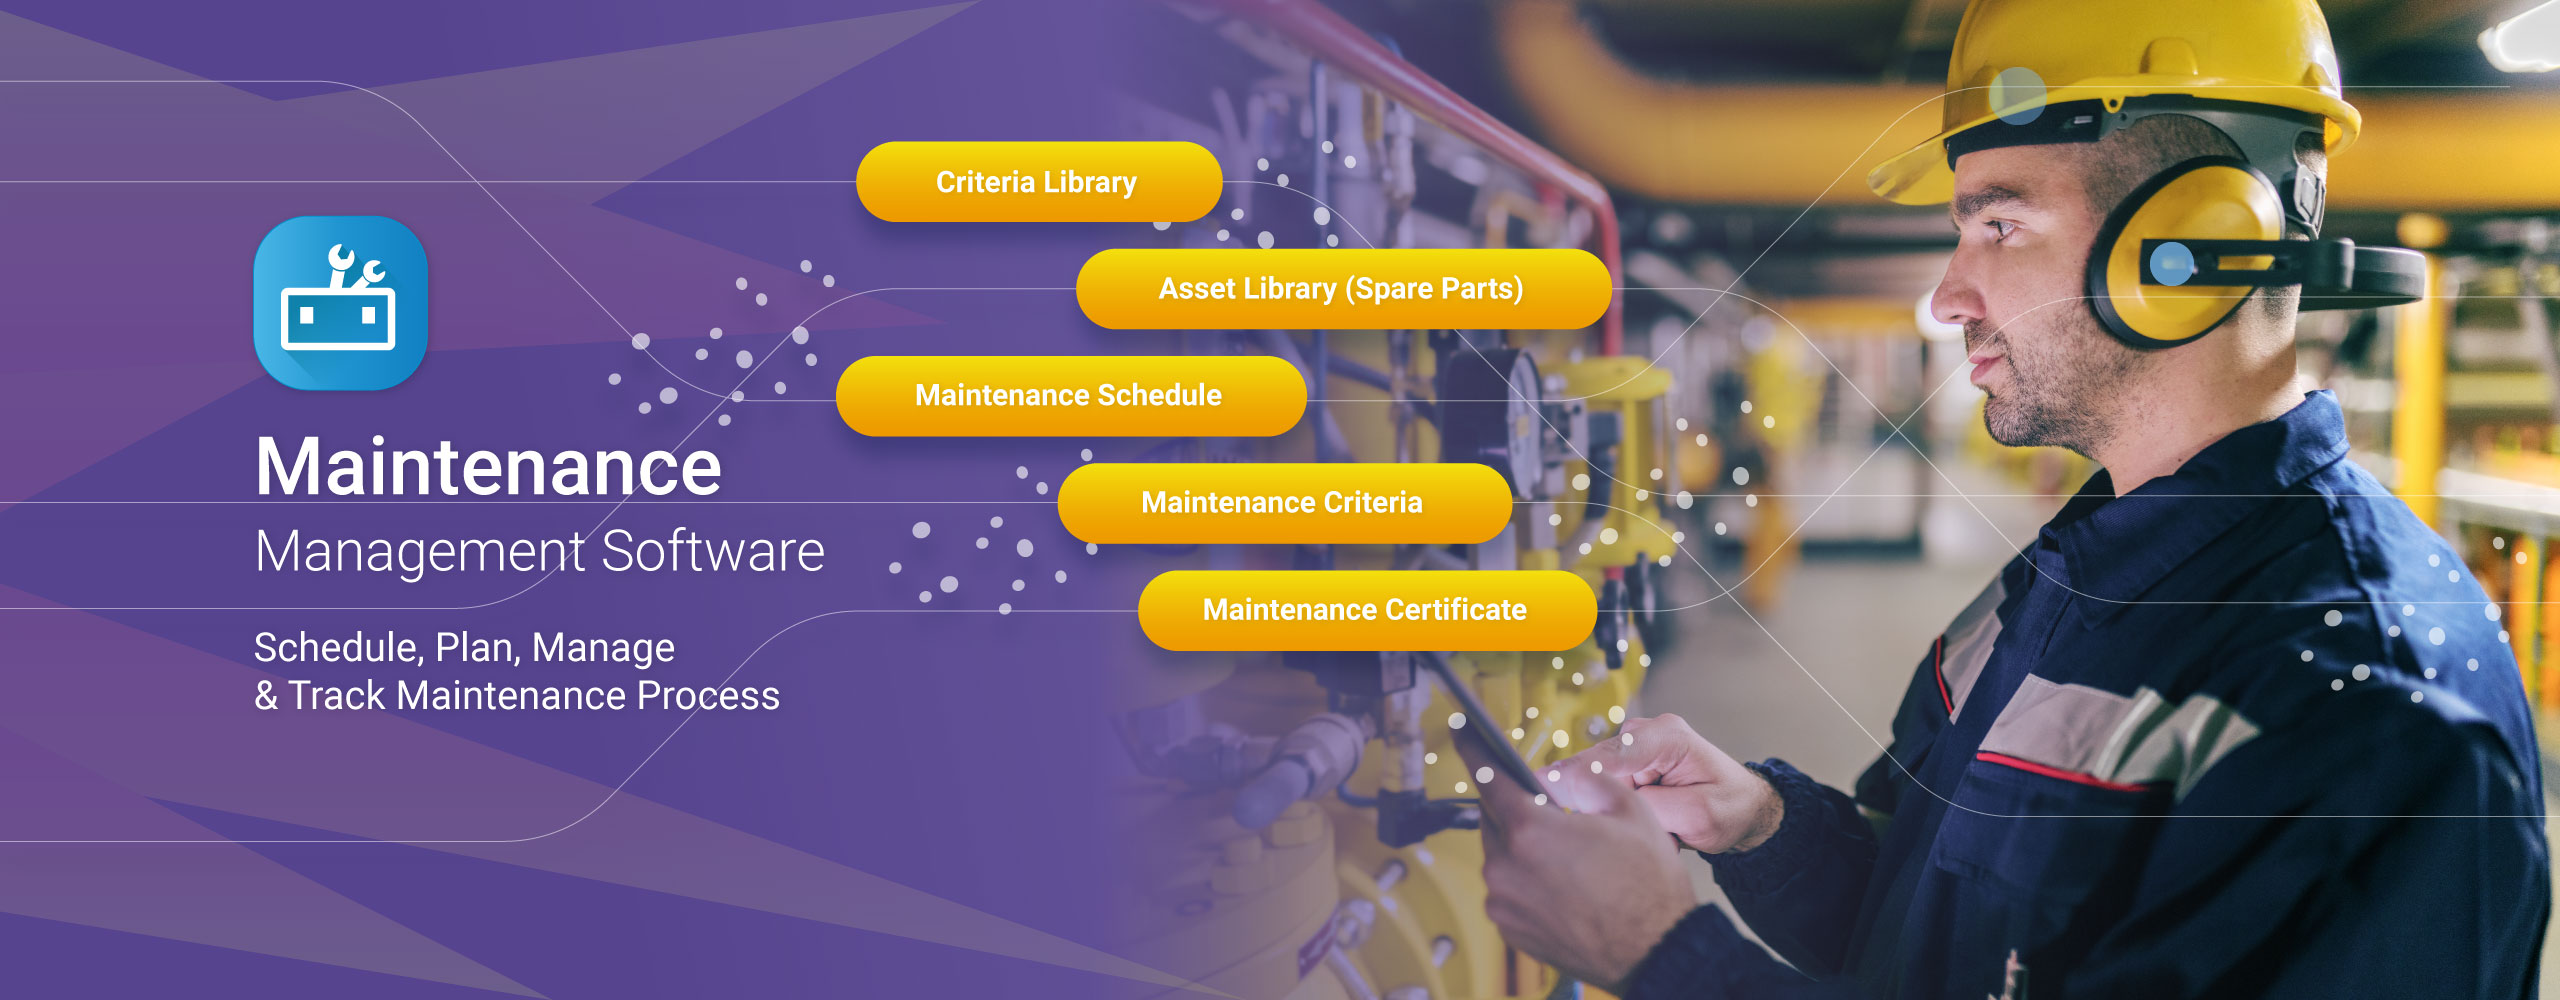 Maintenance
Management Software
Schedule, Plan, Manage
& Track Maintenance Process
Criteria Library
Asset Library (Spare Parts)
Maintenance Schedule
Maintenance Criteria
Maintenance Certificate